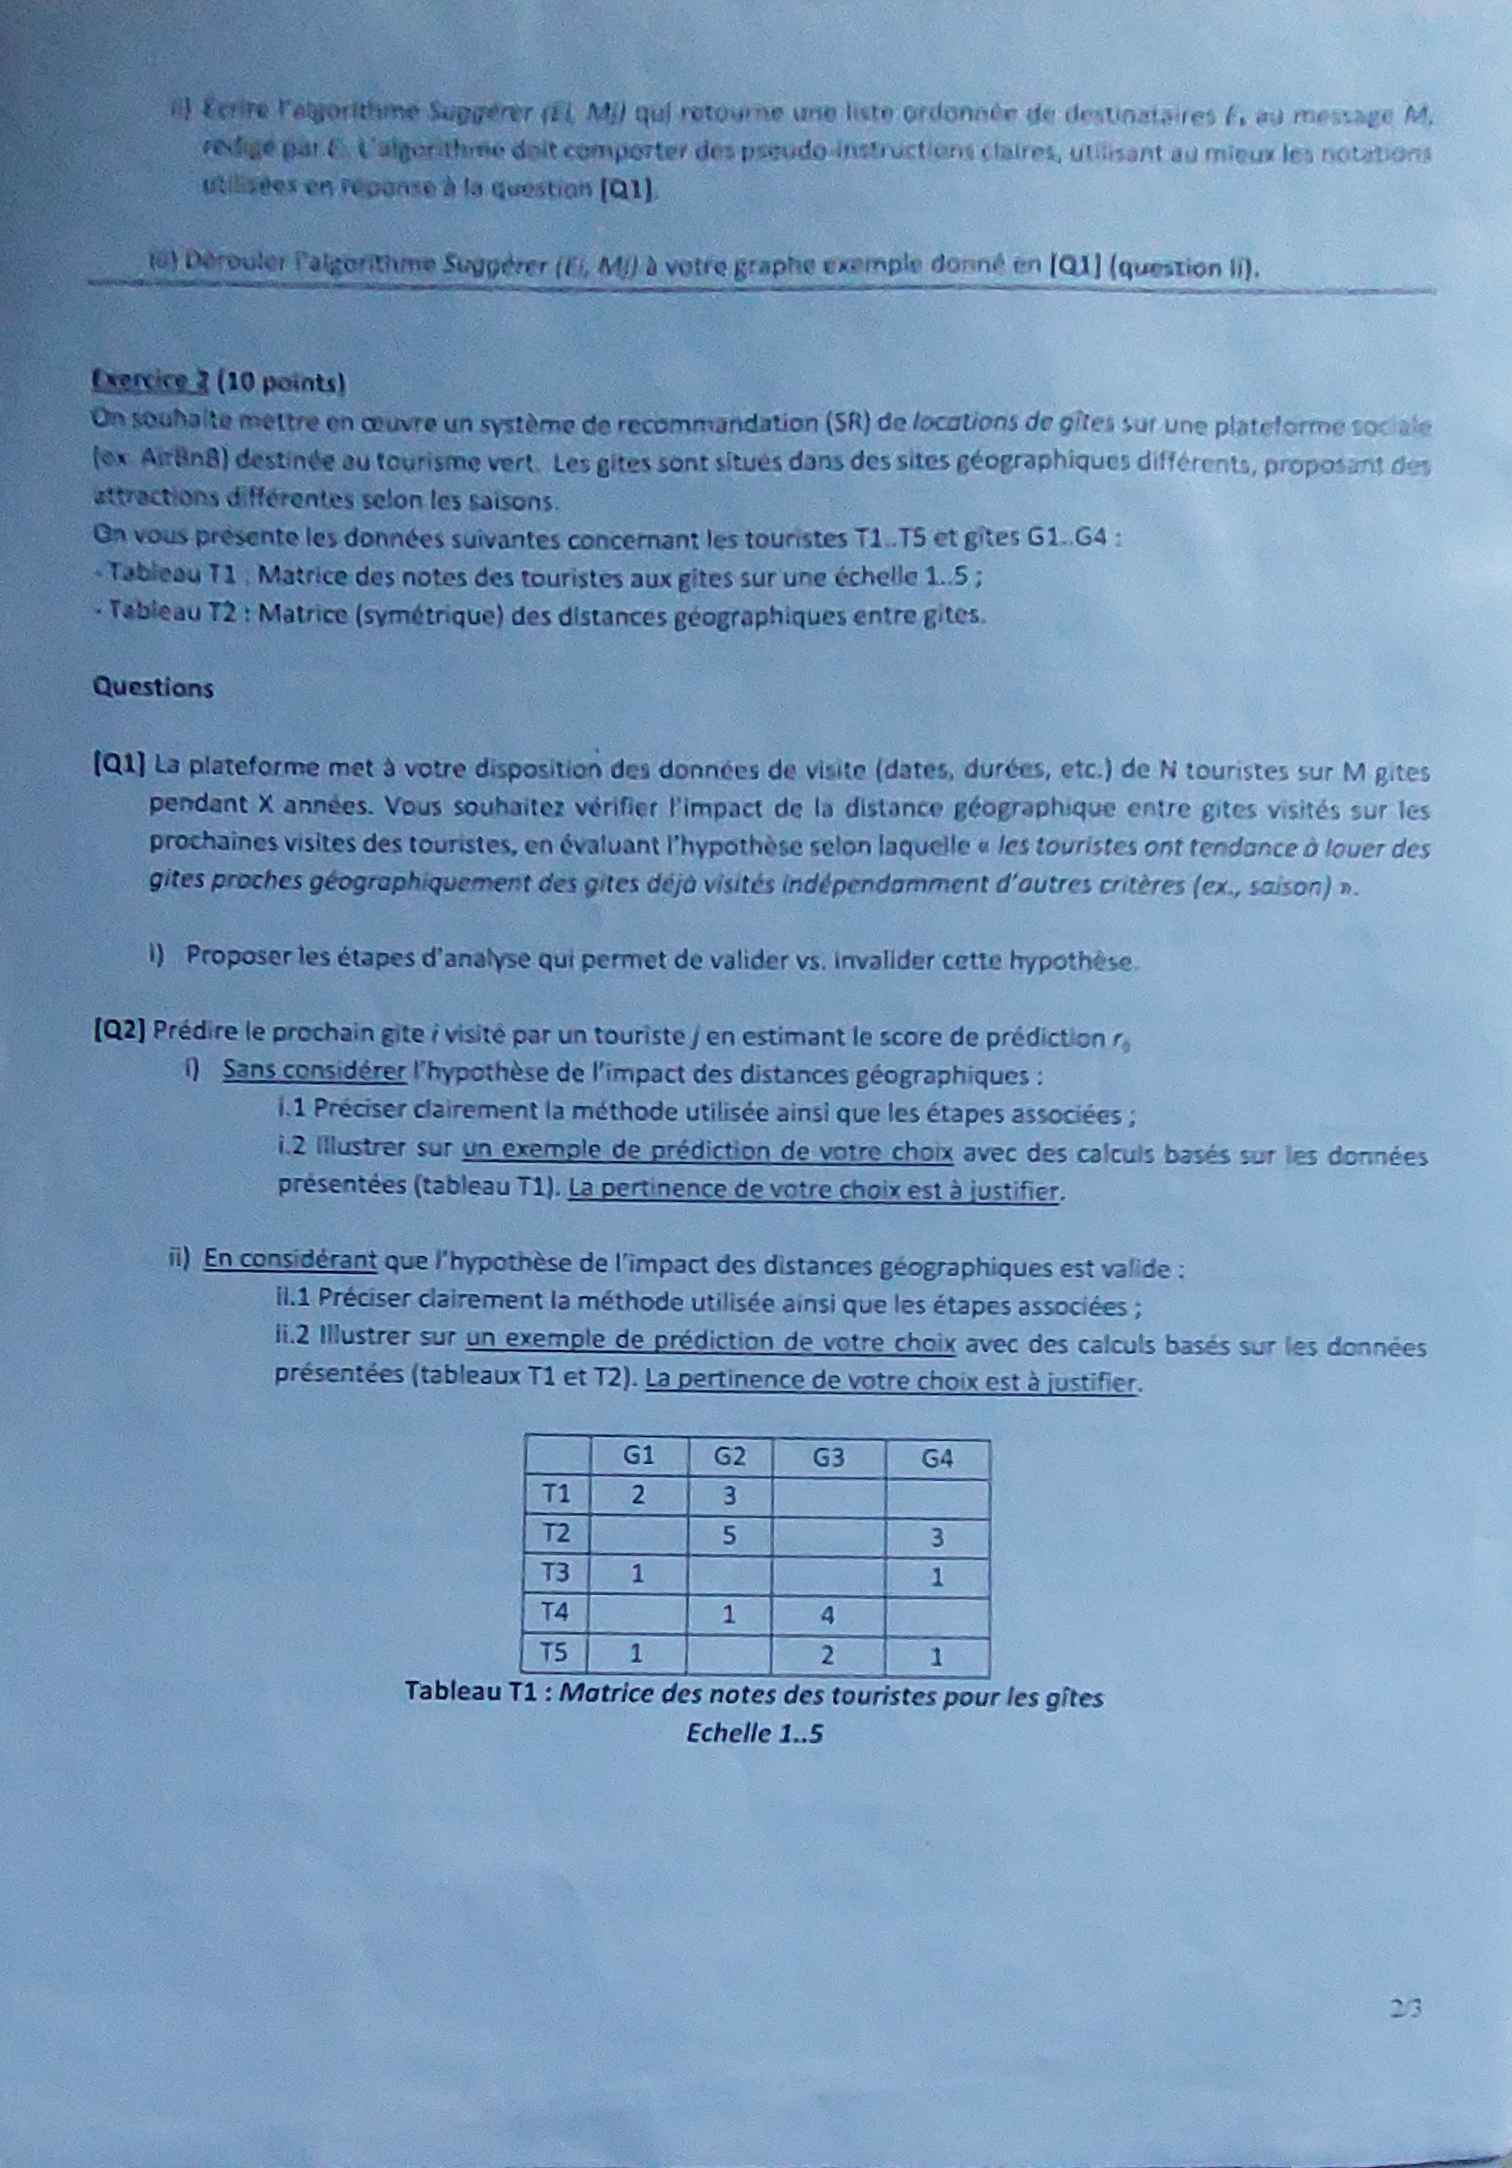 ii) Ecrire l'algorithme Suggérer (Ei, Mj) qui retourne une liste ordonnée de destinataires Ek au message Mj
rédigé par Ei. L'algorithme doit comporter des pseudo-instructions claires, utilisant au mieux les notations
utilisées en réponse à la question [Q1].
iii) Dérouler l'algorithme Suggérer (Ei, Mj) à votre graphe exemple donné en [Q1] (question ii).
Exercice 2 (10 points)
On souhaite mettre en œuvre un système de recommandation (SR) de locations de gîtes sur une plateforme sociale
(ex. AirBnB) destinée au tourisme vert. Les gites sont situés dans des sites géographiques différents, proposant des
attractions différentes selon les saisons.
On vous présente les données suivantes concernant les touristes T1..T5 et gîtes G1..G4 :
- Tableau T1 : Matrice des notes des touristes aux gites sur une échelle 1..5 ;
- Tableau T2 : Matrice (symétrique) des distances géographiques entre gites.
Questions
[Q1] La plateforme met à votre disposition des données de visite (dates, durées, etc.) de N touristes sur M gites
pendant X années. Vous souhaitez vérifier l'impact de la distance géographique entre gites visités sur les
prochaines visites des touristes, en évaluant l'hypothèse selon laquelle « les touristes ont tendance à louer des
gites proches géographiquement des gites déjà visités indépendamment d'autres critères (ex., saison) ».
i) Proposer les étapes d'analyse qui permet de valider vs. invalider cette hypothèse.
[Q2] Prédire le prochain gite i visité par un touriste j en estimant le score de prédiction rij
i) Sans considérer l'hypothèse de l'impact des distances géographiques :
i.1 Préciser clairement la méthode utilisée ainsi que les étapes associées ;
i.2 Illustrer sur un exemple de prédiction de votre choix avec des calculs basés sur les données
présentées (tableau T1). La pertinence de votre choix est à justifier.
ii) En considérant que l'hypothèse de l'impact des distances géographiques est valide :
ii.1 Préciser clairement la méthode utilisée ainsi que les étapes associées ;
ii.2 Illustrer sur un exemple de prédiction de votre choix avec des calculs basés sur les données
présentées (tableaux T1 et T2). La pertinence de votre choix est à justifier.
G1 G2 G3 G4
T1 2 3
T2 5 3
T3 1 1
T4 1 4
T5 1 2 1
Tableau T1 : Matrice des notes des touristes pour les gîtes
Echelle 1..5
2/3